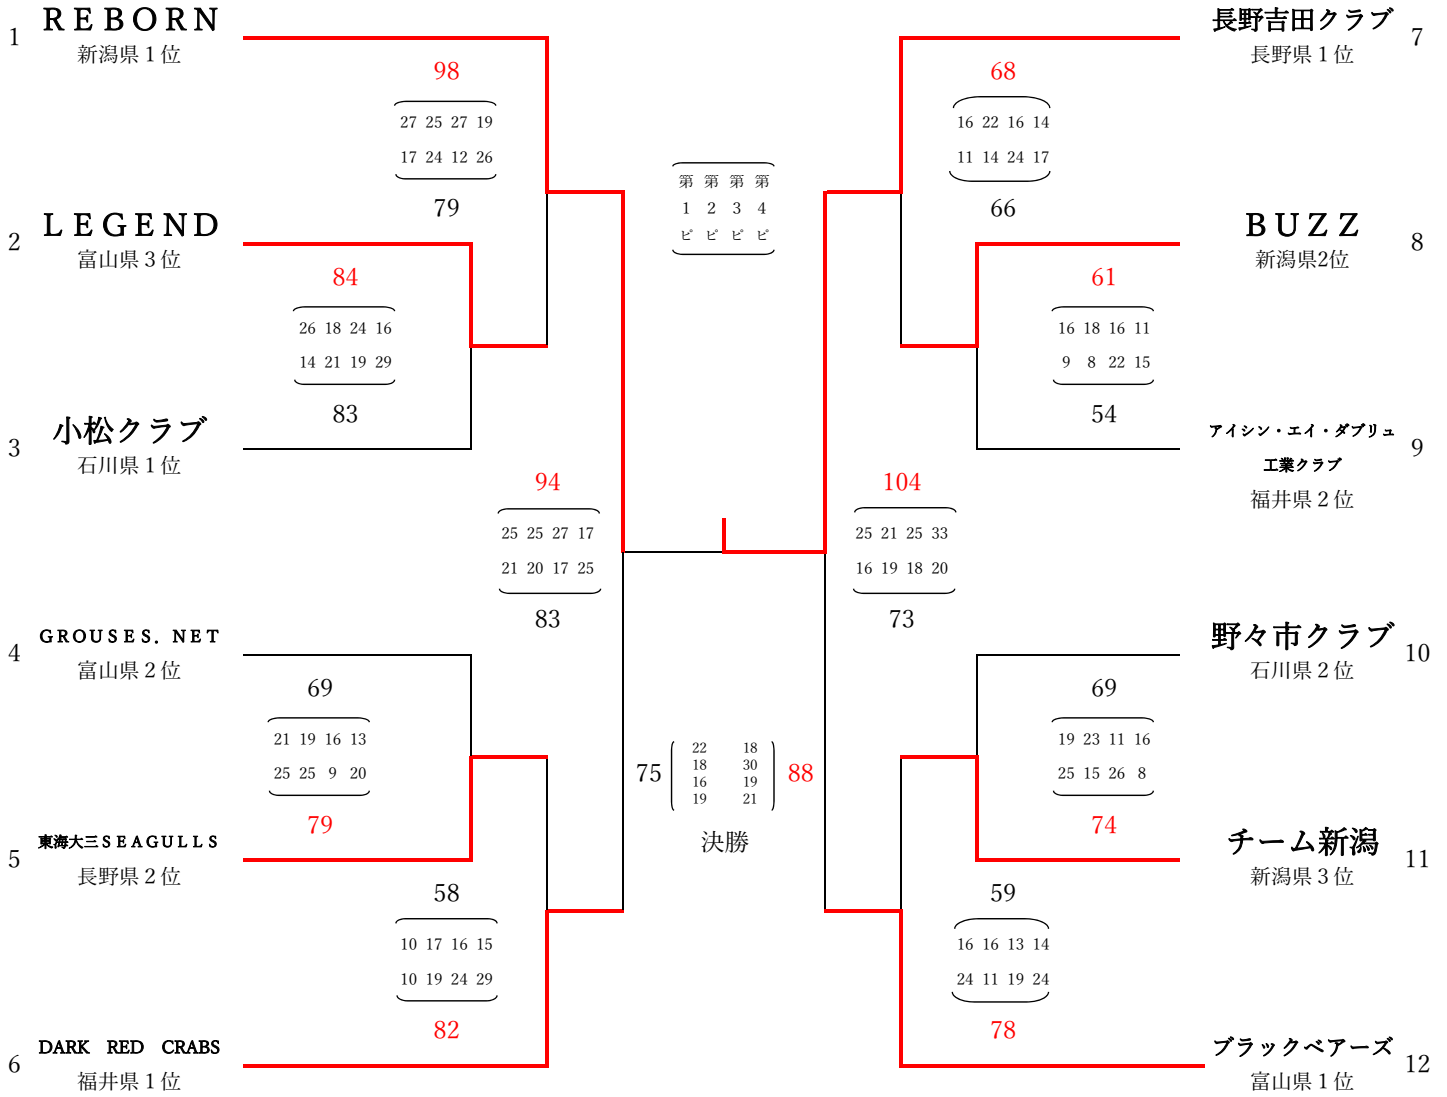 1
ＲＥＢＯＲＮ
新潟県１位
98
27 25 27 19
17 24 12 26
79
2
ＬＥＧＥＮＤ
富山県３位
84
26 18 24 16
14 21 19 29
83
3
小松クラブ
石川県１位
94
25 25 27 17
21 20 17 25
83
4
ＧＲＯＵＳＥＳ．ＮＥＴ
富山県２位
69
21 19 16 13
25 25 9 20
79
5
東海大三ＳＥＡＧＵＬＬＳ
長野県２位
58
10 17 16 15
10 19 24 29
82
6
DARK　RED　CRABS
福井県１位
第 第 第 第
1 2 3 4
ピ ピ ピ ピ
75
22 18
18 30
16 19
19 21
88
決勝
長野吉田クラブ
7
長野県１位
68
16 22 16 14
11 14 24 17
66
ＢＵＺＺ
8
新潟県2位
61
16 18 16 11
9 8 22 15
54
アイシン・エイ・ダブリュ
9
工業クラブ
福井県２位
104
25 21 25 33
16 19 18 20
73
野々市クラブ
10
石川県２位
69
19 23 11 16
25 15 26 8
74
チーム新潟
11
新潟県３位
59
16 16 13 14
24 11 19 24
78
ブラックベアーズ
12
富山県１位